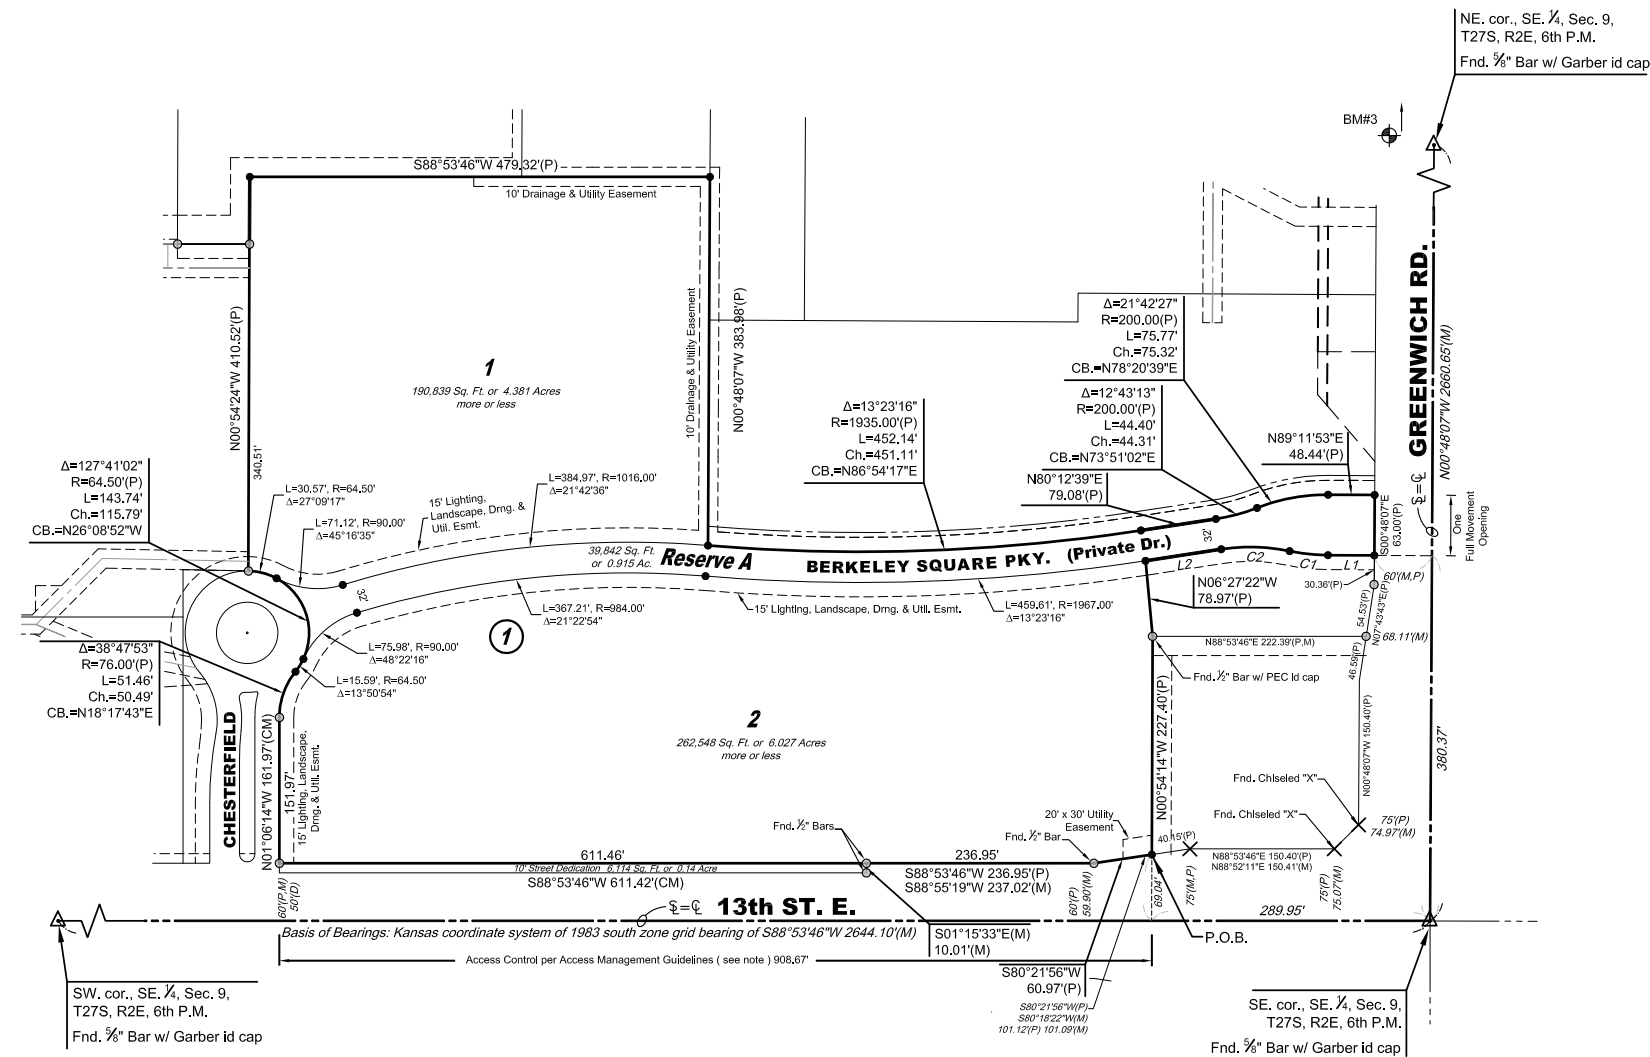 NE. cor., SE. ¼, Sec. 9,
T27S, R2E, 6th P.M.
Fnd. ⅝" Bar w/ Garber id cap
BM#3
S88°53'46"W 479.32'(P)
10' Drainage & Utility Easement
N00°54'24"W 410.52'(P)
340.51'
1
190,839 Sq. Ft. or 4.381 Acres
more or less
10' Drainage & Utility Easement
N00°48'07"W 383.98'(P)
Δ=21°42'27"
R=200.00(P)
L=75.77'
Ch.=75.32'
CB.=N78°20'39"E
Δ=12°43'13"
R=200.00'(P)
L=44.40'
Ch.=44.31'
CB.=N73°51'02"E
Δ=13°23'16"
R=1935.00'(P)
L=452.14'
Ch.=451.11'
CB.=N86°54'17"E
N80°12'39"E
79.08'(P)
N89°11'53"E
48.44'(P)
GREENWICH RD.
N00°48'07"W 2660.65'(M)
S00°48'07"E
63.00'(P)
One
Full Movement
Opening
Δ=127°41'02"
R=64.50'(P)
L=143.74'
Ch.=115.79'
CB.=N26°08'52"W
L=30.57', R=64.50'
Δ=27°09'17"
L=71.12', R=90.00'
Δ=45°16'35"
15' Lighting,
Landscape, Drng. &
Util. Esmt.
L=384.97', R=1016.00'
Δ=21°42'36"
39,842 Sq. Ft.
or 0.915 Ac.
Reserve A
BERKELEY SQUARE PKY. (Private Dr.)
32'
32'
L2
C2
C1
L1
30.36'(P)
60'(M,P)
L=367.21', R=984.00'
Δ=21°22'54"
15' Lighting, Landscape, Drng. & Util. Esmt.
L=459.61', R=1967.00'
Δ=13°23'16"
N06°27'22"W
78.97'(P)
54.53'(P)
N07°43'43"E(P)
68.11'(M)
N88°53'46"E 222.39'(P,M)
46.59'(P)
1
L=75.98', R=90.00'
Δ=48°22'16"
L=15.59', R=64.50'
Δ=13°50'54"
Δ=38°47'53"
R=76.00'(P)
L=51.46'
Ch.=50.49'
CB.=N18°17'43"E
Fnd. ½" Bar w/ PEC id cap
CHESTERFIELD
N01°06'14"W 161.97'(CM)
151.97'
15' Lighting, Landscape,
Drng. & Util. Esmt.
2
262,548 Sq. Ft. or 6.027 Acres
more or less
N00°54'14"W 227.40'(P)
N00°48'07"W 150.40'(P)
380.37'
Fnd. Chiseled "X"
Fnd. Chiseled "X"
75'(P)
74.97'(M)
20' x 30' Utility
Easement
Fnd. ½" Bars
Fnd. ½" Bar
40.15'(P)
611.46'
10' Street Dedication 6,114 Sq. Ft. or 0.14 Acre
S88°53'46"W 611.42'(CM)
236.95'
S88°53'46"W 236.95'(P)
S88°55'19"W 237.02'(M)
N88°53'46"E 150.40'(P)
N88°52'11"E 150.41'(M)
60'(P,M)
50'(D)
60'(P)
59.90'(M)
69.04'
75'(M,P)
75'(P)
75.07'(M)
13th ST. E.
289.95'
Basis of Bearings: Kansas coordinate system of 1983 south zone grid bearing of S88°53'46"W 2644.10'(M)
S01°15'33"E(M)
10.01'(M)
P.O.B.
Access Control per Access Management Guidelines ( see note ) 908.67'
S80°21'56"W
60.97'(P)
S80°21'56"W(P)
S80°18'22"W(M)
101.12'(P) 101.09'(M)
SW. cor., SE. ¼, Sec. 9,
T27S, R2E, 6th P.M.
Fnd. ⅝" Bar w/ Garber id cap
SE. cor., SE. ¼, Sec. 9,
T27S, R2E, 6th P.M.
Fnd. ⅝" Bar w/ Garber id cap